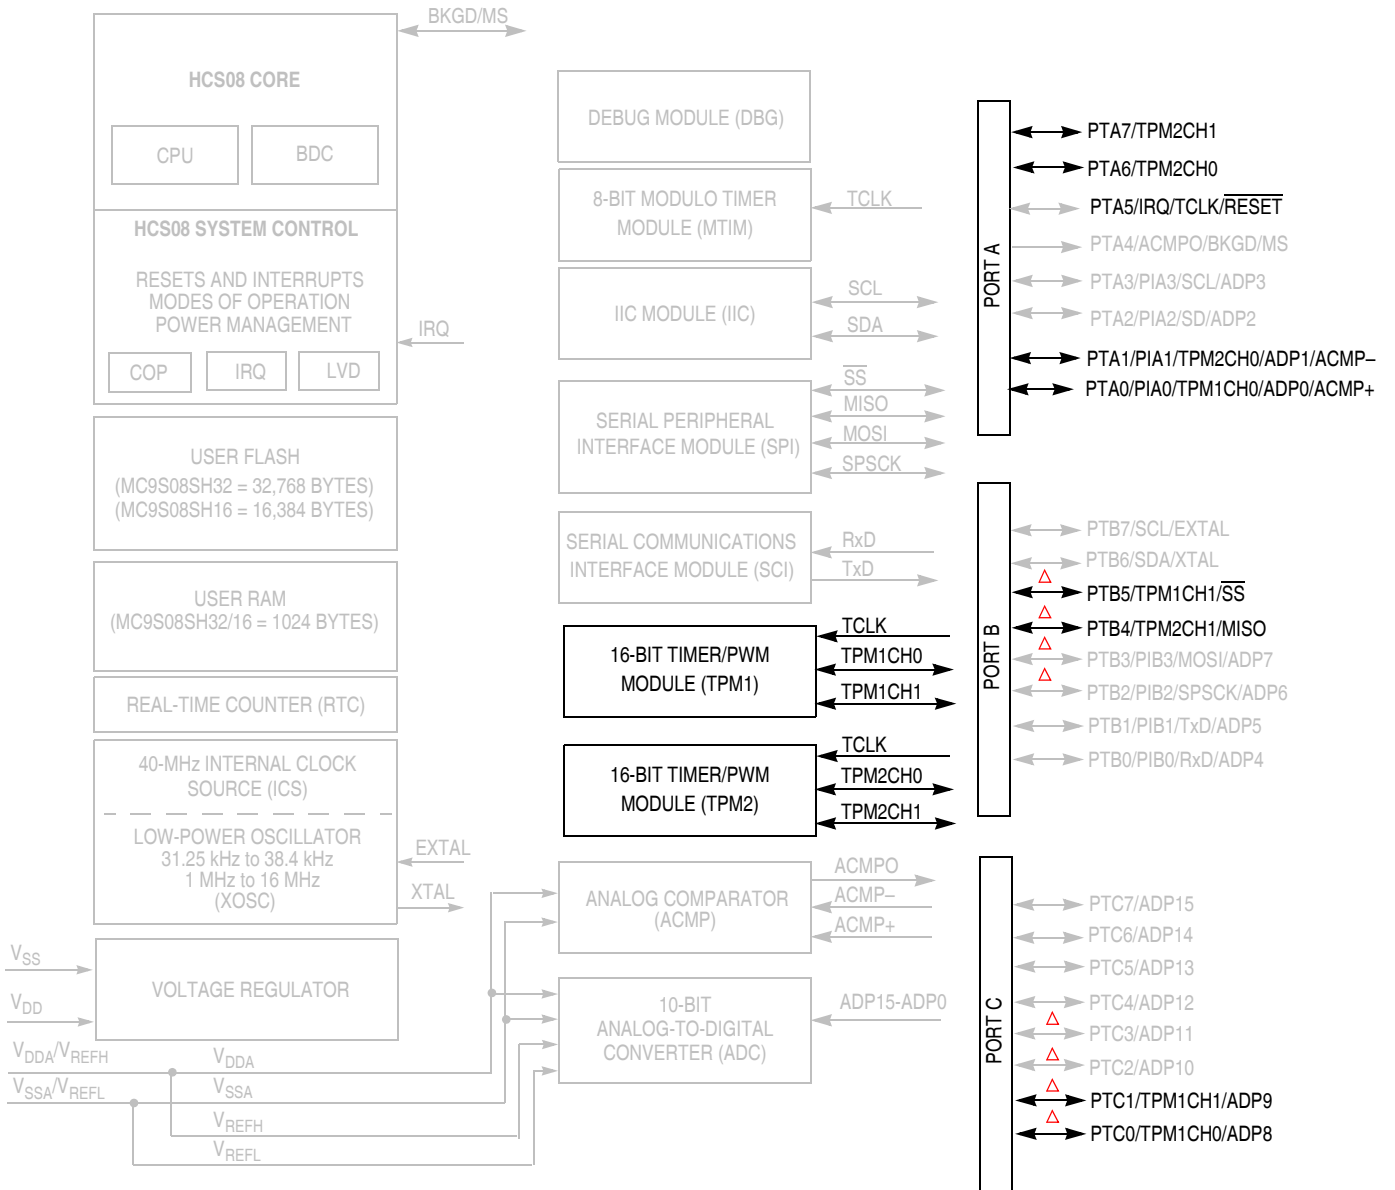 BKGD/MS
HCS08 CORE
CPU
BDC
HCS08 SYSTEM CONTROL
RESETS AND INTERRUPTS
MODES OF OPERATION
POWER MANAGEMENT
IRQ
COP
IRQ
LVD
USER FLASH
(MC9S08SH32 = 32,768 BYTES)
(MC9S08SH16 = 16,384 BYTES)
USER RAM
(MC9S08SH32/16 = 1024 BYTES)
REAL-TIME COUNTER (RTC)
40-MHz INTERNAL CLOCK
SOURCE (ICS)
LOW-POWER OSCILLATOR
31.25 kHz to 38.4 kHz
1 MHz to 16 MHz
(XOSC)
EXTAL
XTAL
VSS
VDD
VOLTAGE REGULATOR
VDDA/VREFH
VSSA/VREFL
VDDA
VSSA
VREFH
VREFL
DEBUG MODULE (DBG)
8-BIT MODULO TIMER
MODULE (MTIM)
TCLK
IIC MODULE (IIC)
SCL
SDA
SERIAL PERIPHERAL
INTERFACE MODULE (SPI)
SS
MISO
MOSI
SPSCK
SERIAL COMMUNICATIONS
INTERFACE MODULE (SCI)
RxD
TxD
16-BIT TIMER/PWM
MODULE (TPM1)
TCLK
TPM1CH0
TPM1CH1
16-BIT TIMER/PWM
MODULE (TPM2)
TCLK
TPM2CH0
TPM2CH1
ANALOG COMPARATOR
(ACMP)
ACMPO
ACMP–
ACMP+
10-BIT
ANALOG-TO-DIGITAL
CONVERTER (ADC)
ADP15-ADP0
PORT A
PTA7/TPM2CH1
PTA6/TPM2CH0
PTA5/IRQ/TCLK/RESET
PTA4/ACMPO/BKGD/MS
PTA3/PIA3/SCL/ADP3
PTA2/PIA2/SD/ADP2
PTA1/PIA1/TPM2CH0/ADP1/ACMP–
PTA0/PIA0/TPM1CH0/ADP0/ACMP+
PORT B
PTB7/SCL/EXTAL
PTB6/SDA/XTAL
PTB5/TPM1CH1/SS
PTB4/TPM2CH1/MISO
PTB3/PIB3/MOSI/ADP7
PTB2/PIB2/SPSCK/ADP6
PTB1/PIB1/TxD/ADP5
PTB0/PIB0/RxD/ADP4
PORT C
PTC7/ADP15
PTC6/ADP14
PTC5/ADP13
PTC4/ADP12
PTC3/ADP11
PTC2/ADP10
PTC1/TPM1CH1/ADP9
PTC0/TPM1CH0/ADP8